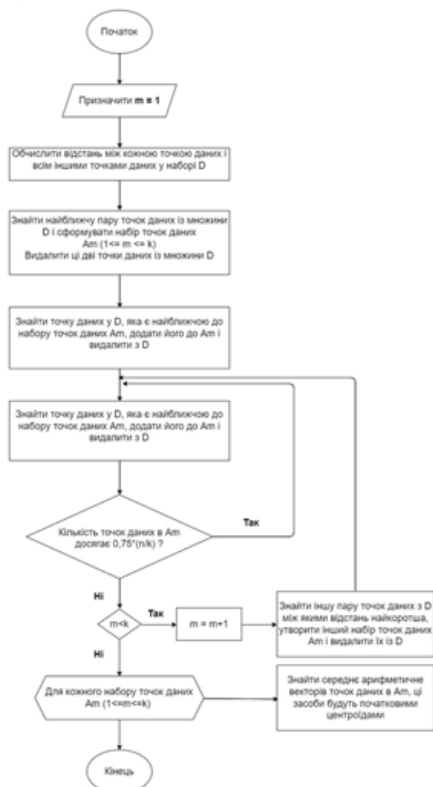 Початок
Призначити m = 1
Обчислити відстань між кожною точкою даних і
всім іншими точками даних у наборі D
Знайти найближчу пару точок даних із множини
D і сформувати набір точок даних
Am (1<= m <= k)
Видалити ці дві точки даних із множини D
Знайти точку даних у D, яка є найближчою до
набору точок даних Am, додати його до Am і
видалити з D
Знайти точку даних у D, яка є найближчою до
набору точок даних Am, додати його до Am і
видалити з D
Кількість точок даних в Am
досягає 0,75*(n/k) ?
Так
Ні
m<k
Так
m = m+1
Знайти іншу пару точок даних з D
між якими відстань найкоротша,
утворити інший набір точок даних
Am і видалити їх із D
Ні
Для кожного набору точок даних
Am (1<=m<=k)
Знайти середнє арифметичне
векторів точок даних в Am, ці
засоби будуть початковими
центроїдами
Кінець